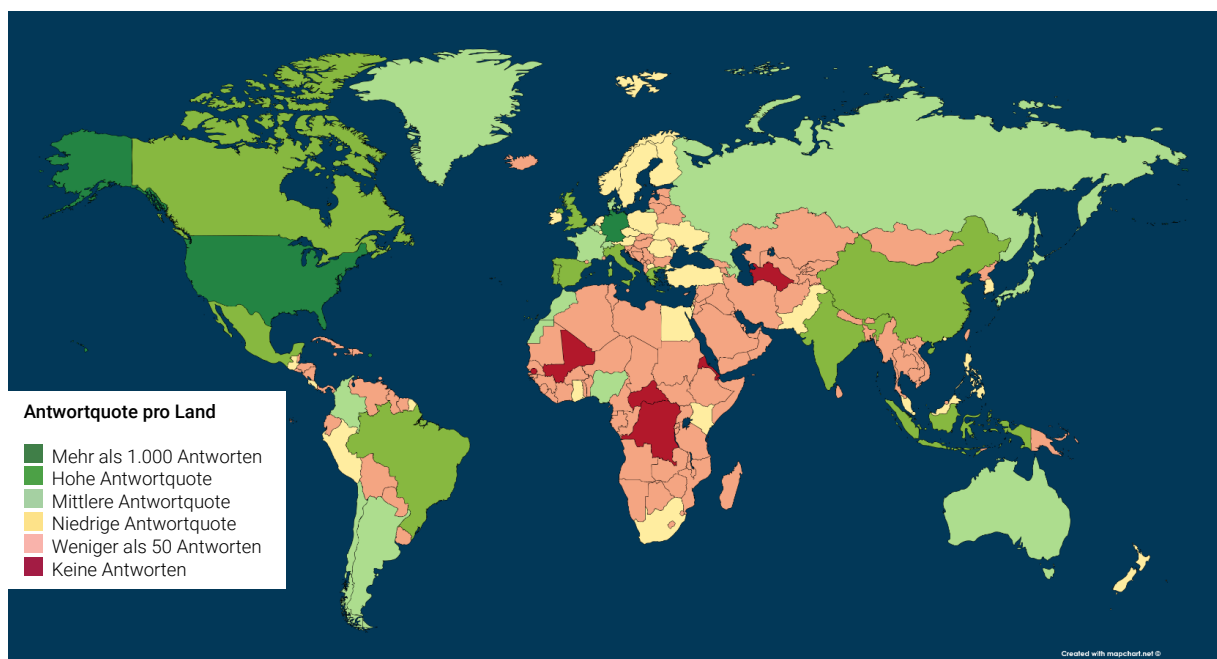 Antwortquote pro Land
Mehr als 1.000 Antworten
Hohe Antwortquote
Mittlere Antwortquote
Niedrige Antwortquote
Weniger als 50 Antworten
Keine Antworten
Created with mapchart.net ©